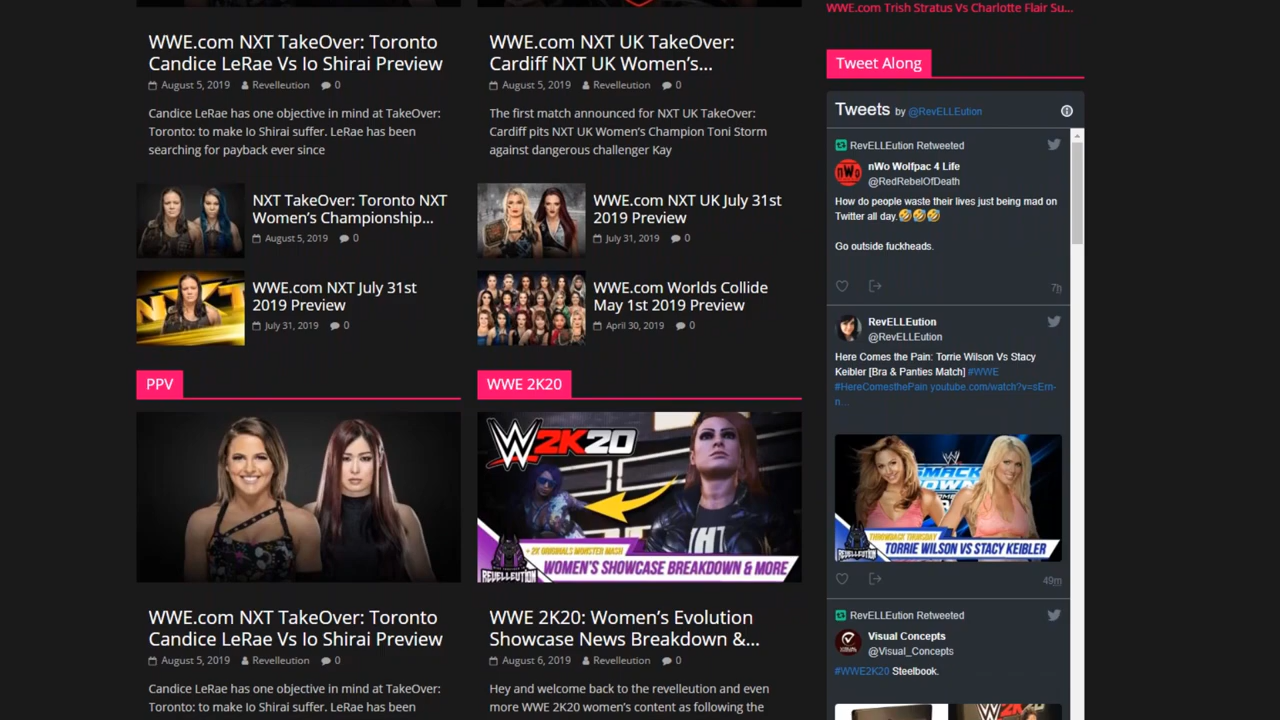 WWE.com Trish Stratus Vs Charlotte Flair Su...
WWE.com NXT TakeOver: Toronto
Candice LeRae Vs Io Shirai Preview
August 5, 2019 Revelleution 0
Candice LeRae has one objective in mind at TakeOver:
Toronto: to make Io Shirai suffer. LeRae has been
searching for payback ever since
WWE.com NXT UK TakeOver:
Cardiff NXT UK Women's...
August 5, 2019 Revelleution 0
The first match announced for NXT UK TakeOver:
Cardiff pits NXT UK Women's Champion Toni Storm
against dangerous challenger Kay
NXT TakeOver: Toronto NXT
Women's Championship...
August 5, 2019 0
WWE.com NXT UK July 31st
2019 Preview
July 31, 2019 0
NXT
WWE.com NXT July 31st
2019 Preview
July 31, 2019 0
WWE.com Worlds Collide
May 1st 2019 Preview
April 30, 2019 0
PPV
WWE.com NXT TakeOver: Toronto
Candice LeRae Vs Io Shirai Preview
August 5, 2019 Revelleution 0
Candice LeRae has one objective in mind at TakeOver:
Toronto: to make Io Shirai suffer. LeRae has been
WWE 2K20
W 2K20
+ 2K ORIGINALS MONSTER MASH
WOMEN'S SHOWCASE BREAKDOWN & MORE
REVELLEUTION
WWE 2K20: Women's Evolution
Showcase News Breakdown &...
August 6, 2019 Revelleution 0
Hey and welcome back to the revelleution and even
more WWE 2K20 women's content as following the
Tweet Along
Tweets by @RevELLEution
RevELLEution Retweeted
nWo
nWo Wolfpac 4 Life
@RedRebelOfDeath
How do people waste their lives just being mad on
Twitter all day.🤣🤣🤣
Go outside fuckheads.
7h
RevELLEution
@RevELLEution
Here Comes the Pain: Torrie Wilson Vs Stacy
Keibler [Bra & Panties Match] #WWE
#HereComesthePain youtube.com/watch?v=sEm-
n...
SMACK
DOWN
THROWBACK THURSDAY
TORRIE WILSON VS STACY KEIBLER
REVELLEUTION
49m
RevELLEution Retweeted
Visual Concepts
@Visual_Concepts
#WWE2K20 Steelbook.